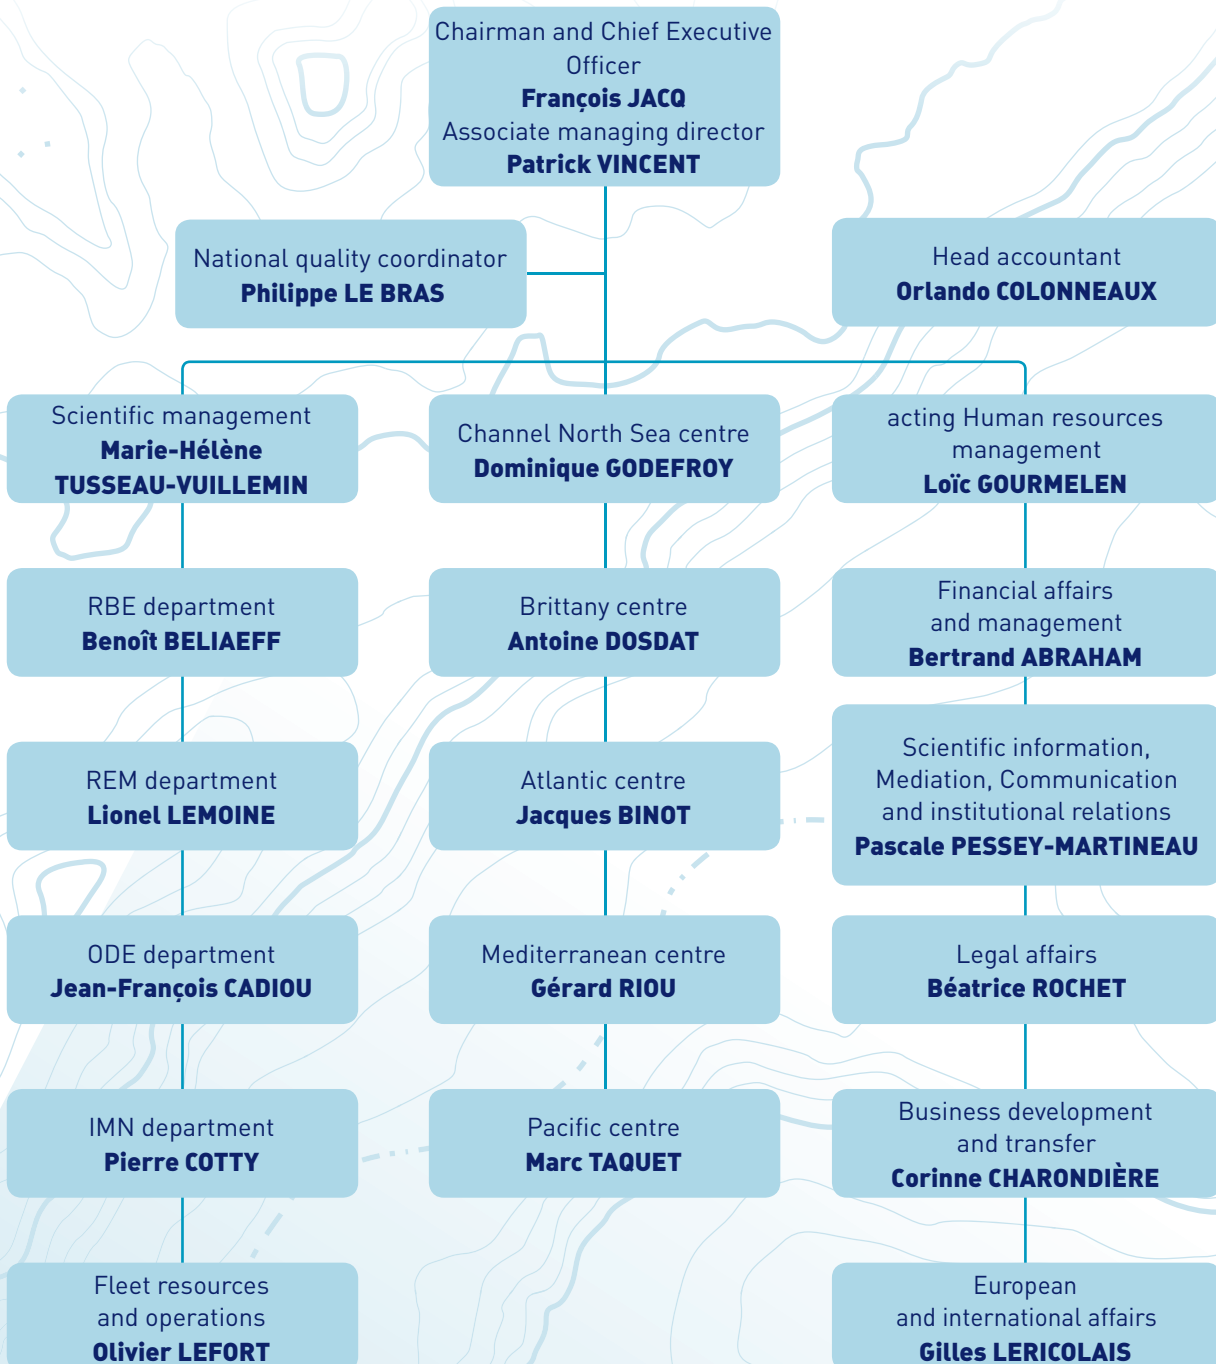 Chairman and Chief Executive
Officer
François JACQ
Associate managing director
Patrick VINCENT
National quality coordinator
Philippe LE BRAS
Head accountant
Orlando COLONNEAUX
Scientific management
Marie-Hélène
TUSSEAU-VUILLEMIN
Channel North Sea centre
Dominique GODEFROY
acting Human resources
management
Loïc GOURMELEN
RBE department
Benoît BELIAEFF
Brittany centre
Antoine DOSDAT
Financial affairs
and management
Bertrand ABRAHAM
REM department
Lionel LEMOINE
Atlantic centre
Jacques BINOT
Scientific information,
Mediation, Communication
and institutional relations
Pascale PESSEY-MARTINEAU
ODE department
Jean-François CADIOU
Mediterranean centre
Gérard RIOU
Legal affairs
Béatrice ROCHET
IMN department
Pierre COTTY
Pacific centre
Marc TAQUET
Business development
and transfer
Corinne CHARONDIÈRE
Fleet resources
and operations
Olivier LEFORT
European
and international affairs
Gilles LERICOLAIS